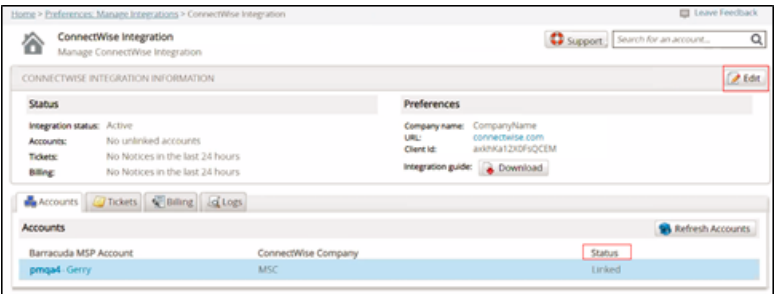 Home > Preferences: Manage Integrations > ConnectWise Integration
Leave Feedback
ConnectWise Integration
Manage ConnectWise Integration
Support
Search for an account...
CONNECTWISE INTEGRATION INFORMATION
Edit
Status
Integration status: Active
Accounts: No unlinked accounts
Tickets: No Notices in the last 24 hours
Billing: No Notices in the last 24 hours
Preferences
Company name: CompanyName
URL: connectwise.com
Client Id: axkhKa12X0FsQCEM
Integration guide: Download
Accounts Tickets Billing Logs
Accounts
Refresh Accounts
Barracuda MSP Account ConnectWise Company Status
pmqa4 - Gerry MSC Linked